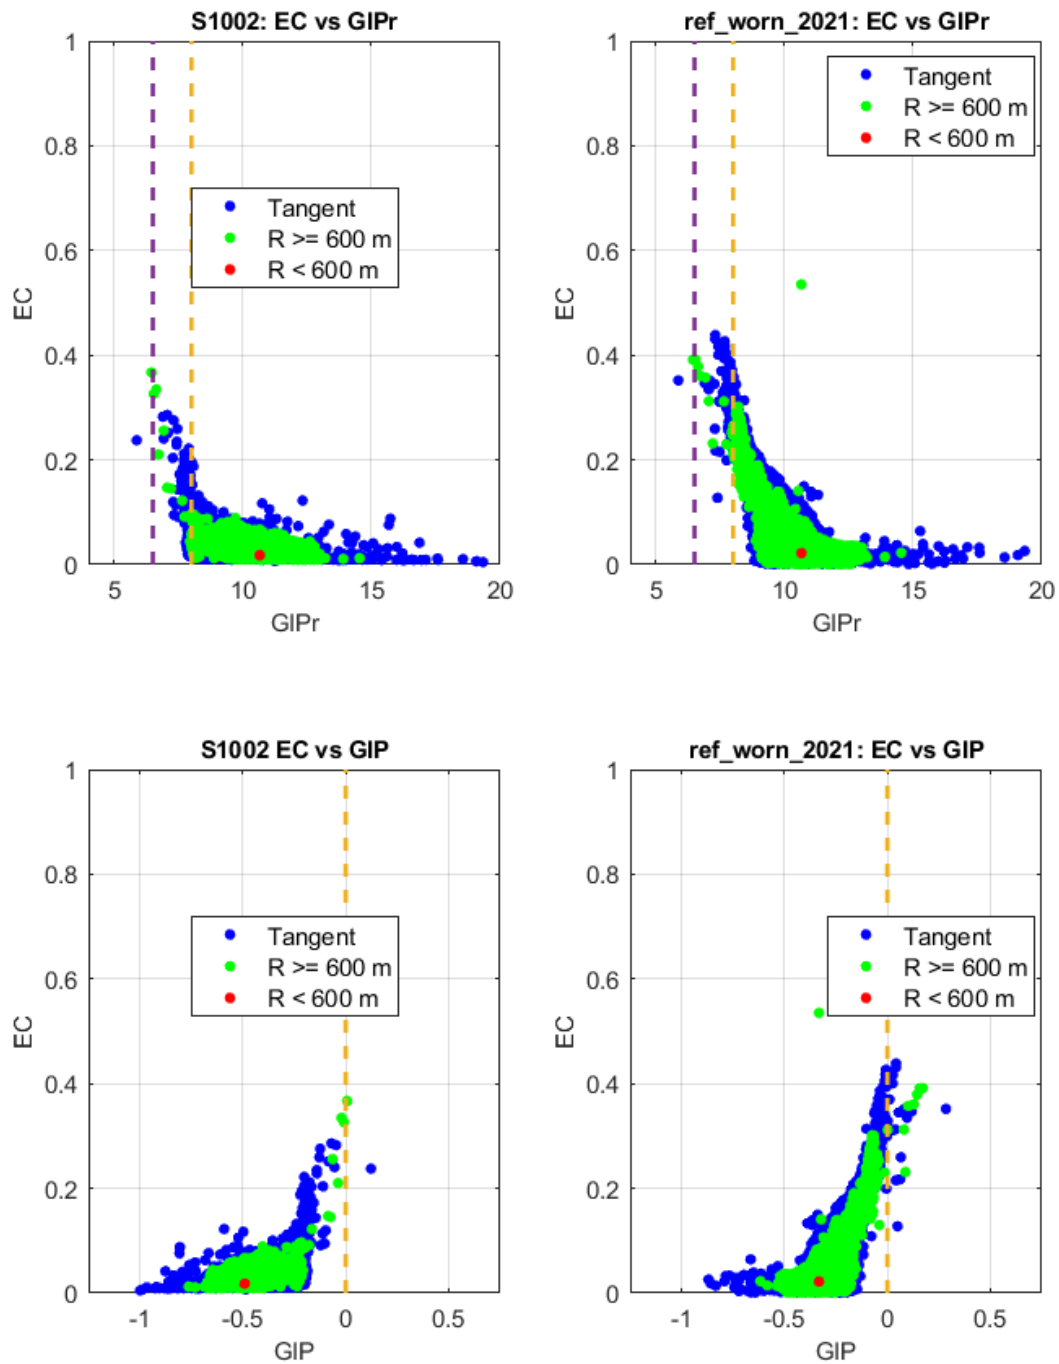 S1002: EC vs GIPr
1
0.8
0.6
0.4
0.2
0
EC
5
10
15
20
GIPr
Tangent
R >= 600 m
R < 600 m
ref_worn_2021: EC vs GIPr
1
0.8
0.6
0.4
0.2
0
EC
5
10
15
20
GIPr
Tangent
R >= 600 m
R < 600 m
S1002 EC vs GIP
1
0.8
0.6
0.4
0.2
0
EC
-1
-0.5
0
0.5
GIP
Tangent
R >= 600 m
R < 600 m
ref_worn_2021: EC vs GIP
1
0.8
0.6
0.4
0.2
0
EC
-1
-0.5
0
0.5
GIP
Tangent
R >= 600 m
R < 600 m